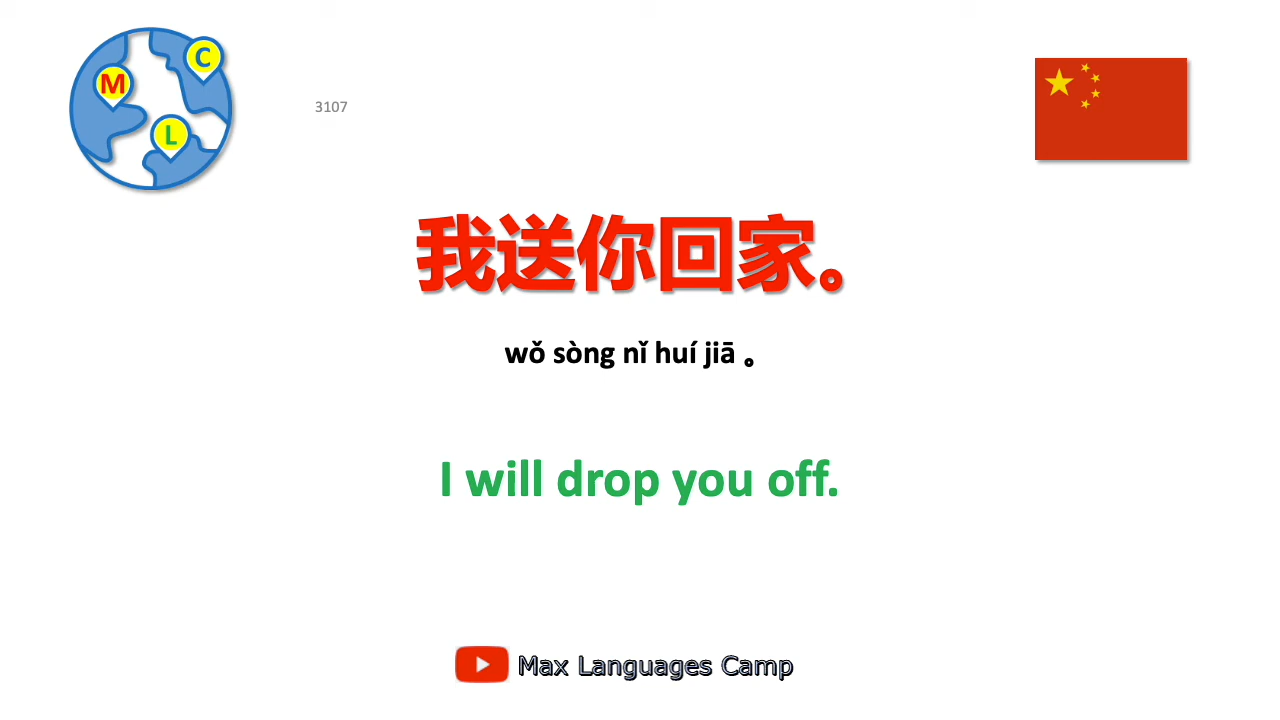 M
C
L
3107
我送你回家。
wǒ sòng nǐ huí jiā 。
I will drop you off.
Max Languages Camp